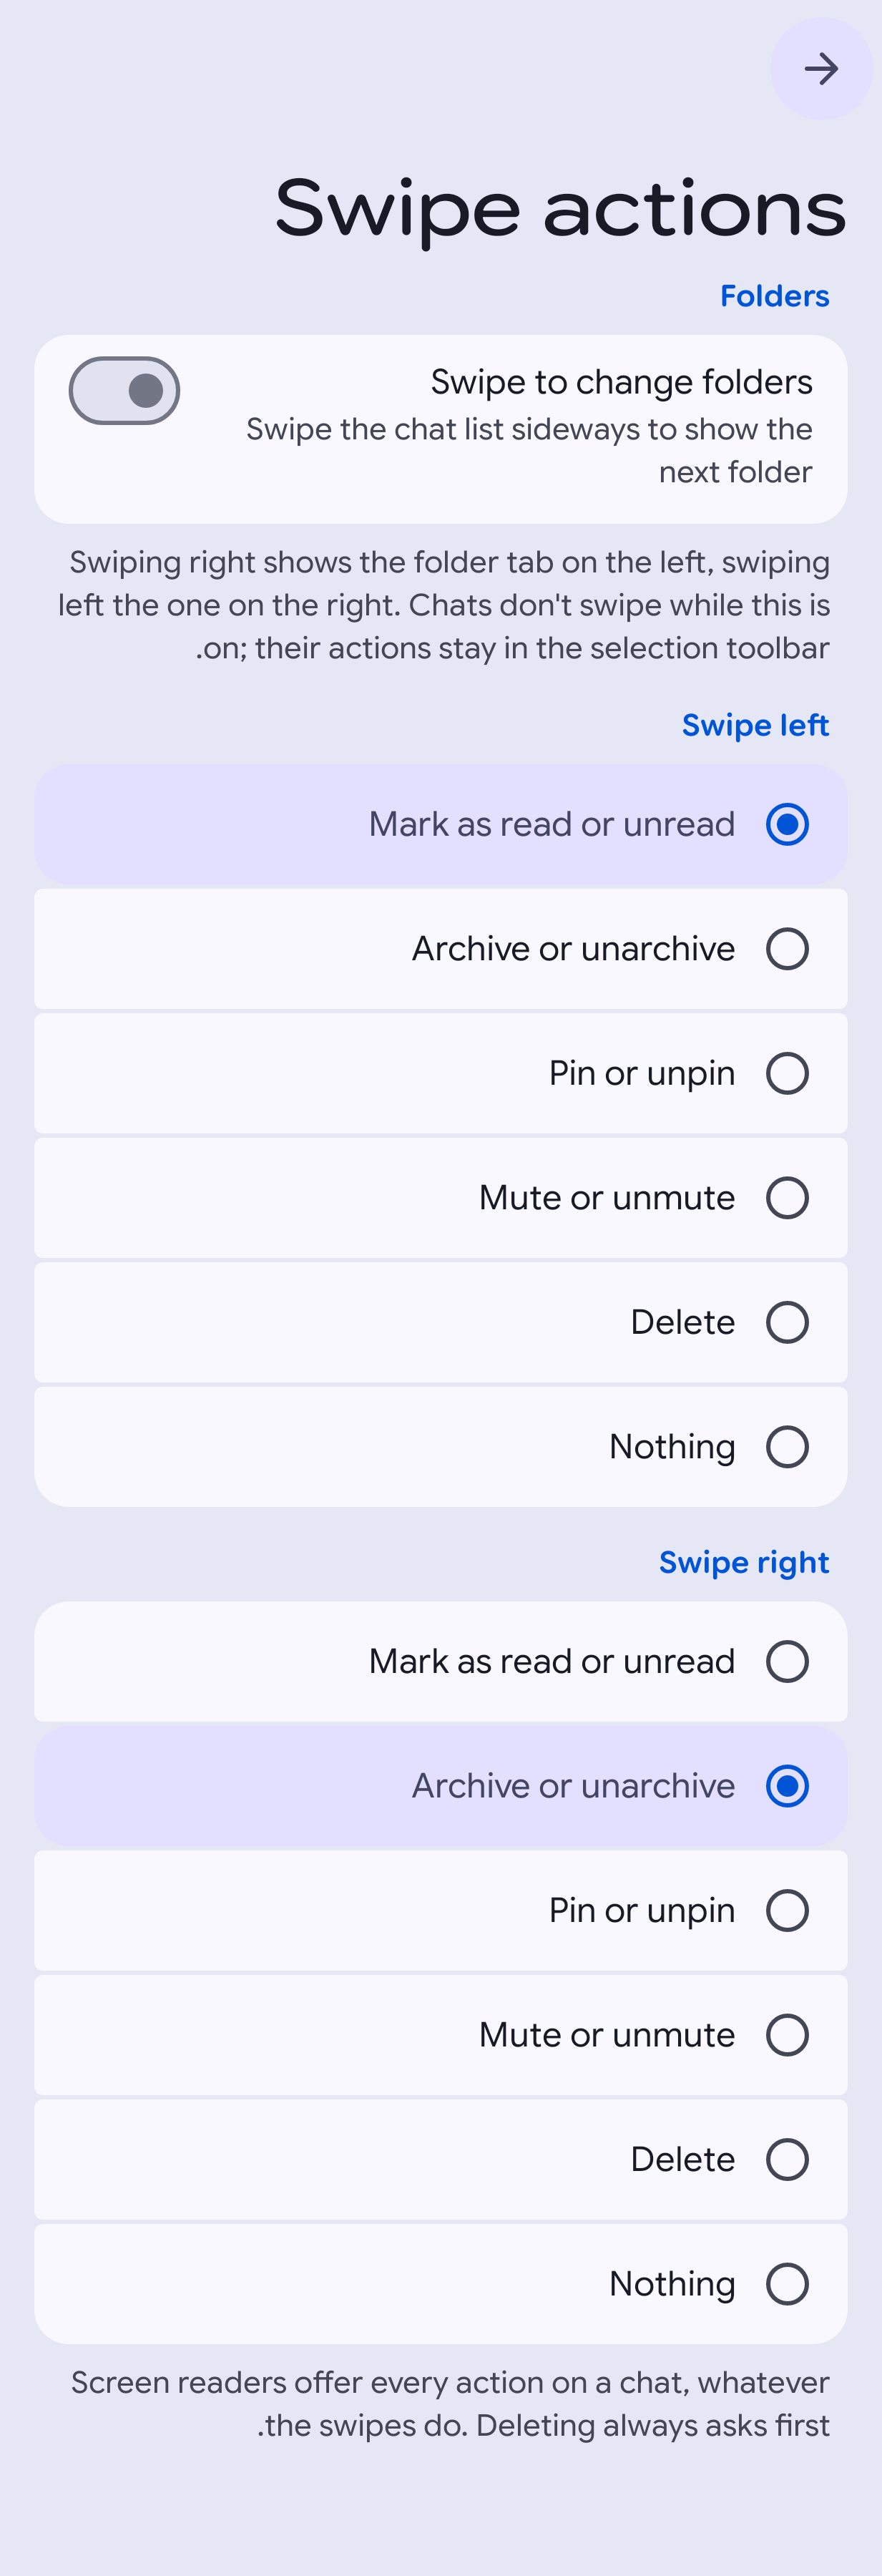 Swipe actions
Folders
Swipe to change folders
Swipe the chat list sideways to show the
next folder
Swiping right shows the folder tab on the left, swiping
left the one on the right. Chats don't swipe while this is
.on; their actions stay in the selection toolbar
Swipe left
Mark as read or unread
Archive or unarchive
Pin or unpin
Mute or unmute
Delete
Nothing
Swipe right
Mark as read or unread
Archive or unarchive
Pin or unpin
Mute or unmute
Delete
Nothing
Screen readers offer every action on a chat, whatever
.the swipes do. Deleting always asks first